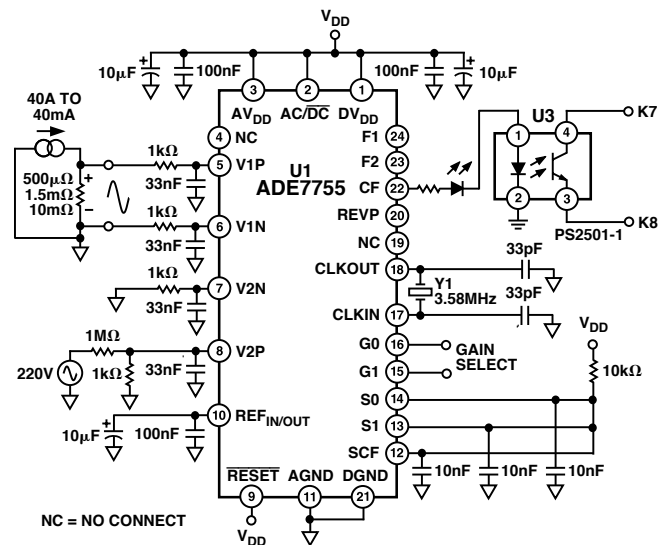 V_DD
10µF
100nF
100nF
10µF
3
2
1
AV_DD
AC/D̅C̅
DV_DD
40A TO
40mA
4
NC
U1
ADE7755
F1
24
F2
23
CF
22
REVP
20
NC
19
CLKOUT
18
CLKIN
17
G0
16
G1
15
S0
14
S1
13
SCF
12
U3
1
4
2
3
K7
K8
PS2501-1
500µΩ
1.5mΩ
10mΩ
+
−
1kΩ
5
V1P
33nF
1kΩ
6
V1N
33nF
1kΩ
7
V2N
33nF
1MΩ
8
V2P
220V
1kΩ
33nF
10
REF_IN/OUT
10µF
100nF
33pF
Y1
3.58MHz
33pF
GAIN
SELECT
V_DD
10kΩ
10nF
10nF
10nF
R̅E̅S̅E̅T̅
AGND
DGND
9
11
21
V_DD
NC = NO CONNECT